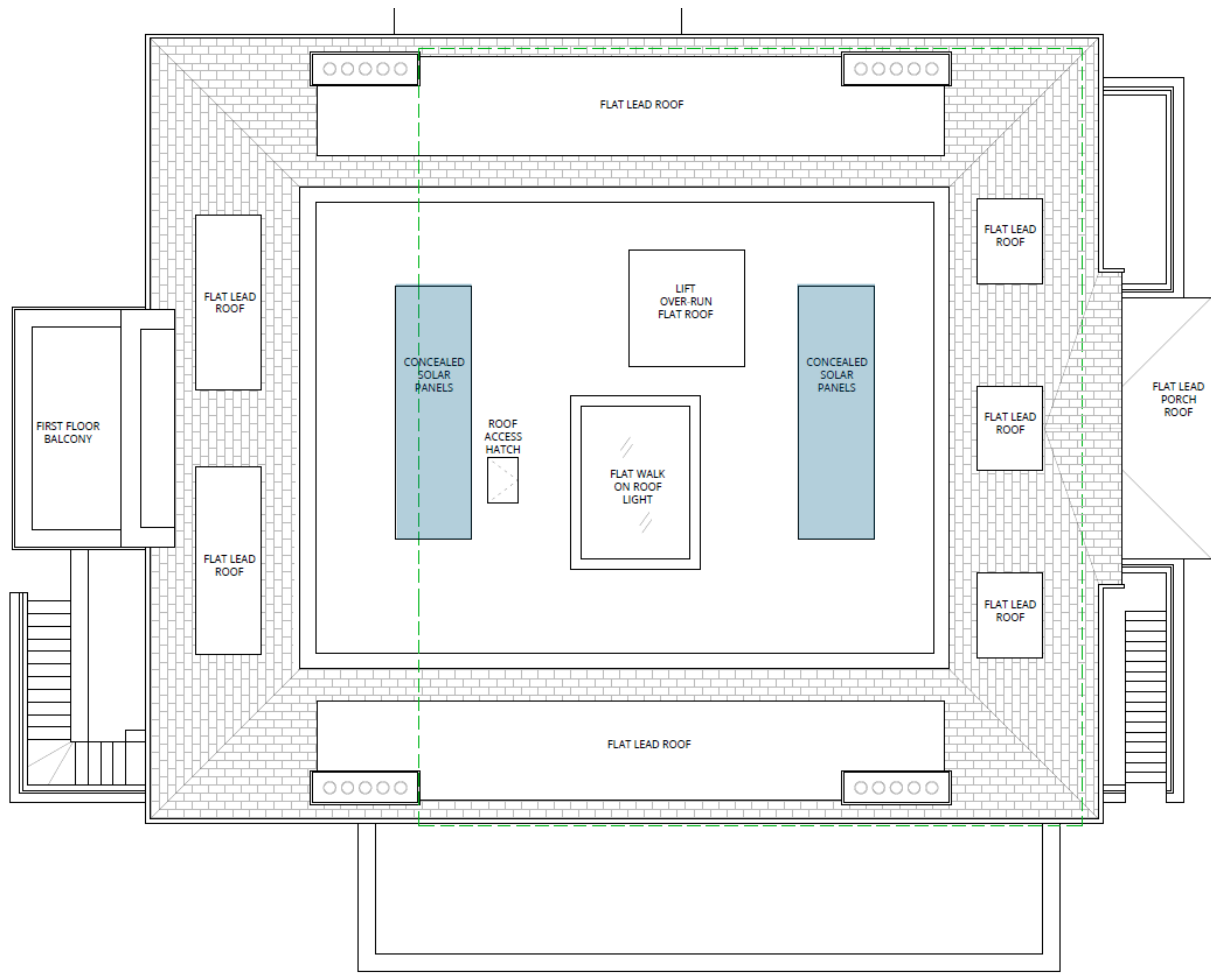 FLAT LEAD ROOF
FLAT LEAD
ROOF
FLAT LEAD
ROOF
LIFT
OVER-RUN
FLAT ROOF
CONCEALED
SOLAR
PANELS
CONCEALED
SOLAR
PANELS
FLAT LEAD
PORCH
ROOF
FIRST FLOOR
BALCONY
ROOF
ACCESS
HATCH
FLAT LEAD
ROOF
FLAT WALK
ON ROOF
LIGHT
FLAT LEAD
ROOF
FLAT LEAD
ROOF
FLAT LEAD ROOF